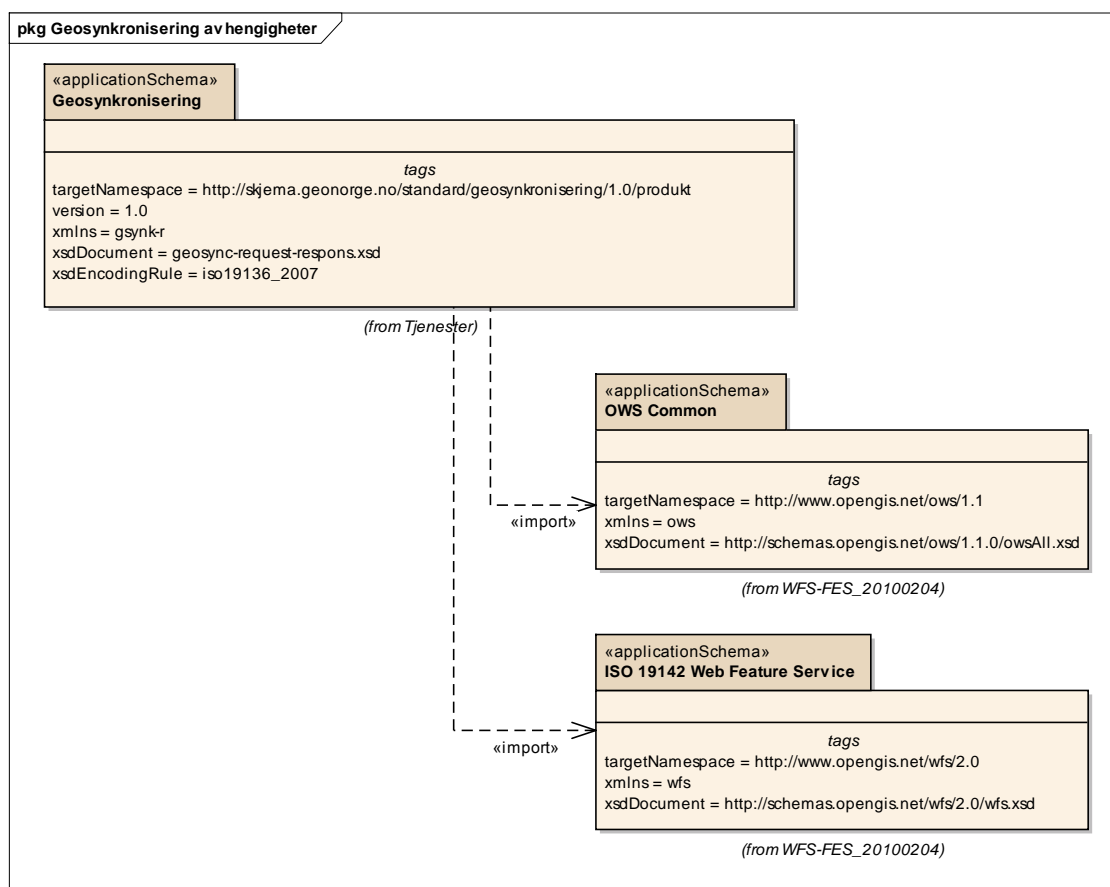 pkg Geosynkronisering avhengigheter
«applicationSchema»
Geosynkronisering
tags
targetNamespace = http://skjema.geonorge.no/standard/geosynkronisering/1.0/produkt
version = 1.0
xmlns = gsynk-r
xsdDocument = geosync-request-respons.xsd
xsdEncodingRule = iso19136_2007
(from Tjenester)
«applicationSchema»
OWS Common
tags
targetNamespace = http://www.opengis.net/ows/1.1
xmlns = ows
xsdDocument = http://schemas.opengis.net/ows/1.1.0/owsAll.xsd
«import»
(from WFS-FES_20100204)
«applicationSchema»
ISO 19142 Web Feature Service
tags
targetNamespace = http://www.opengis.net/wfs/2.0
xmlns = wfs
xsdDocument = http://schemas.opengis.net/wfs/2.0/wfs.xsd
«import»
(from WFS-FES_20100204)